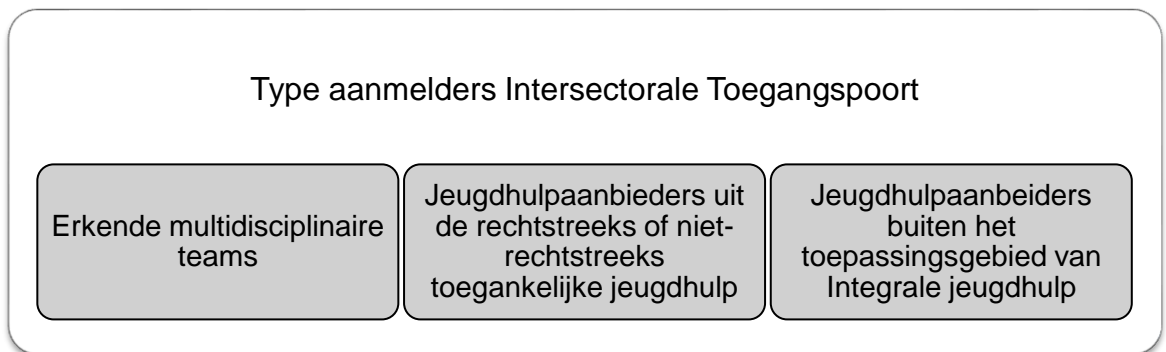 Type aanmelders Intersectorale Toegangspoort
Erkende multidisciplinaire
teams
Jeugdhulpaanbieders uit
de rechtstreeks of niet-
rechtstreeks
toegankelijke jeugdhulp
Jeugdhulpaanbeiders
buiten het
toepassingsgebied van
Integrale jeugdhulp